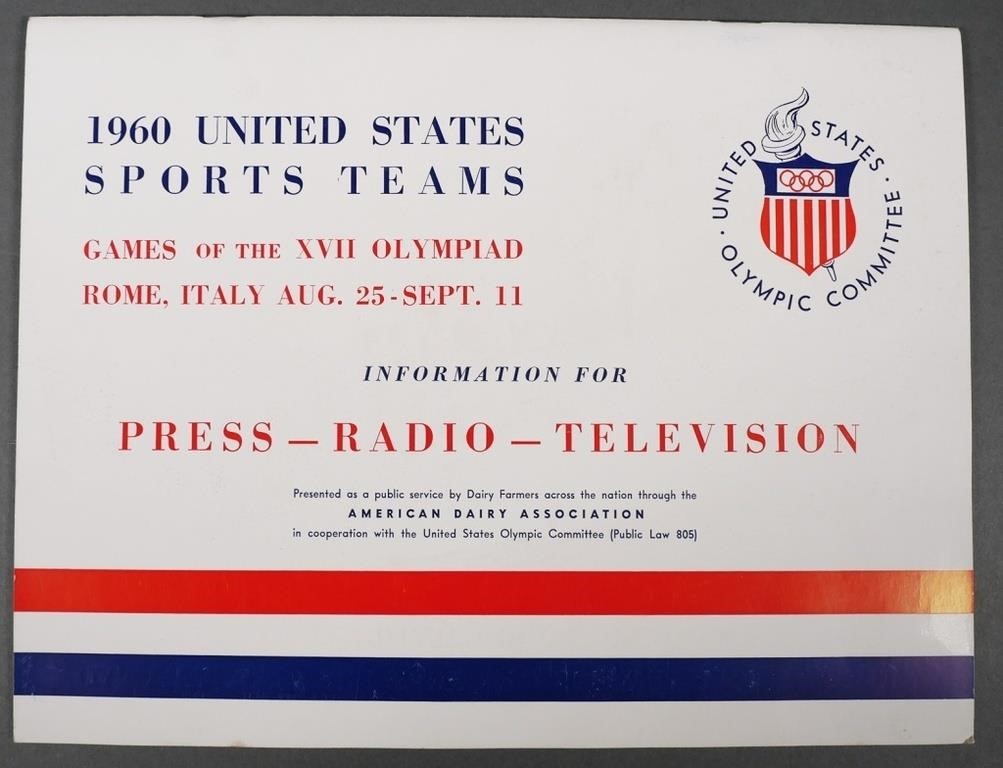 1960 UNITED STATES
SPORTS TEAMS
GAMES OF THE XVII OLYMPIAD
ROME, ITALY AUG. 25-SEPT. 11
UNITED STATES · OLYMPIC COMMITTEE ·
INFORMATION FOR
PRESS — RADIO — TELEVISION
Presented as a public service by Dairy Farmers across the nation through the
AMERICAN DAIRY ASSOCIATION
in cooperation with the United States Olympic Committee (Public Law 805)